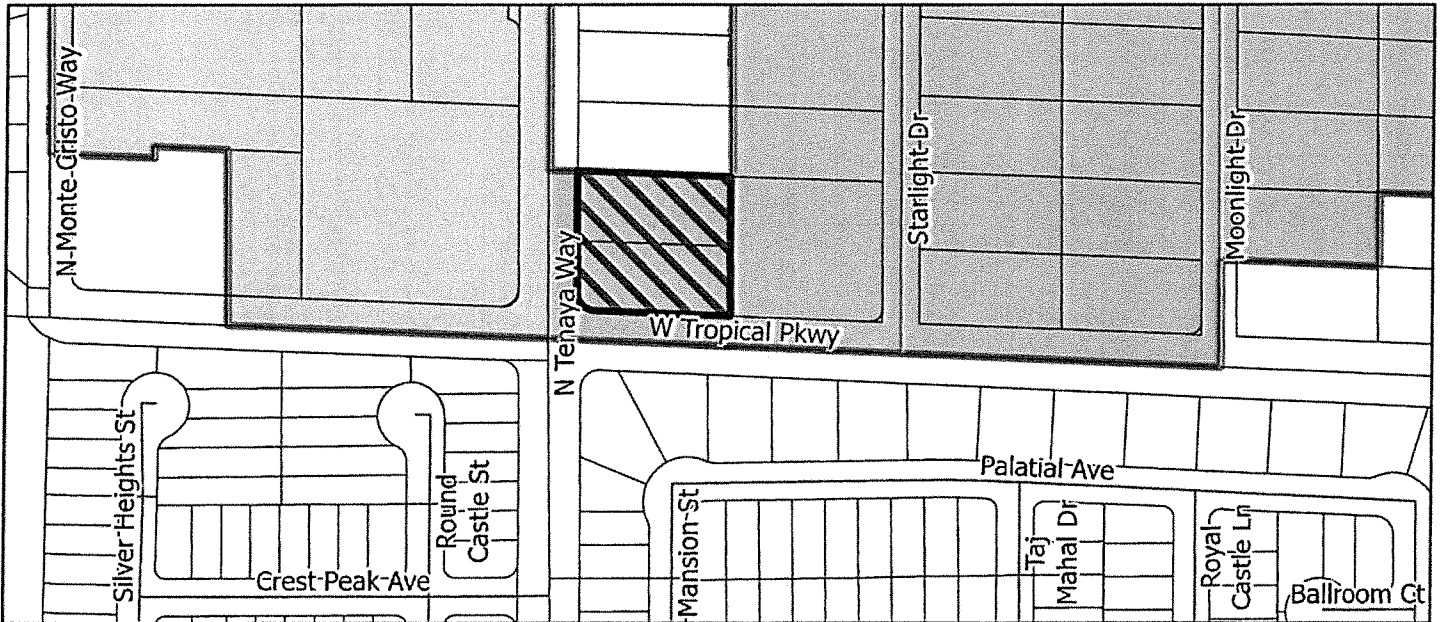 N Monte Cristo Way
Starlight Dr
Moonlight Dr
N Tenaya Way
W Tropical Pkwy
Silver Heights St
Round
Castle St
Crest Peak Ave
Palatial Ave
Mansion St
Taj
Mahal Dr
Royal
Castle Ln
Ballroom Ct